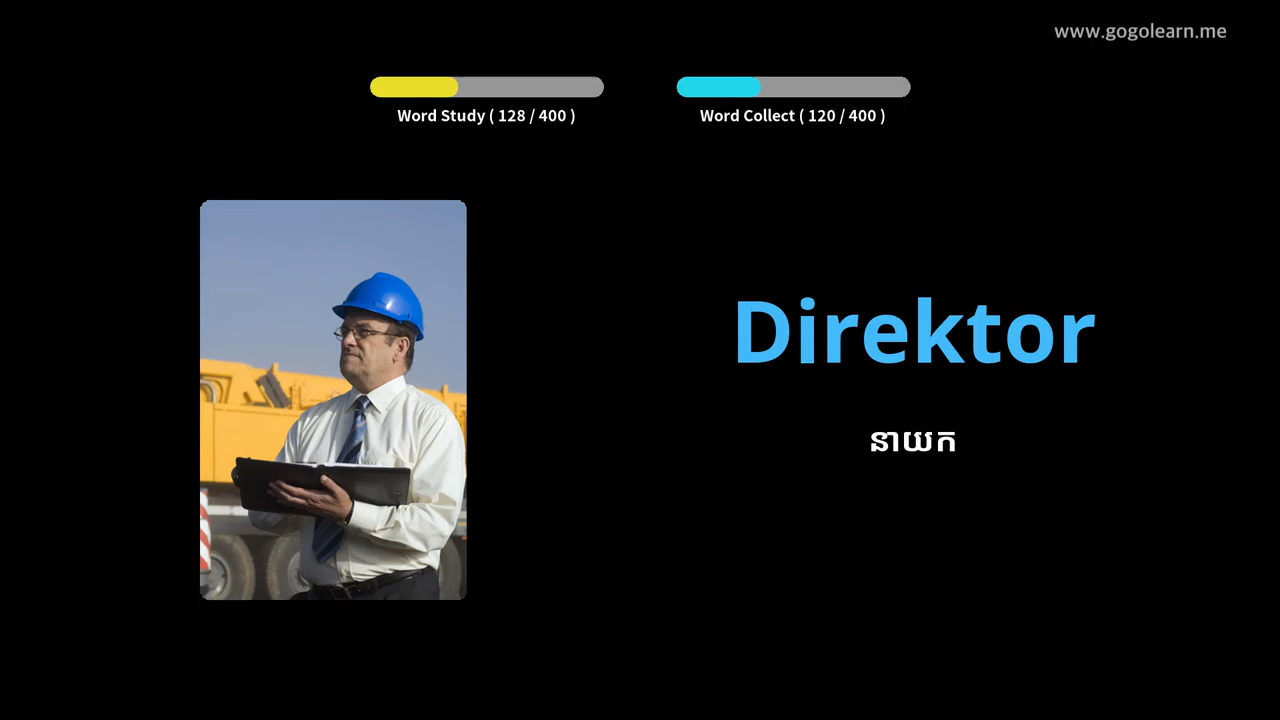 www.gogolearn.me
Word Study ( 128 / 400 )
Word Collect ( 120 / 400 )
Direktor
នាយក